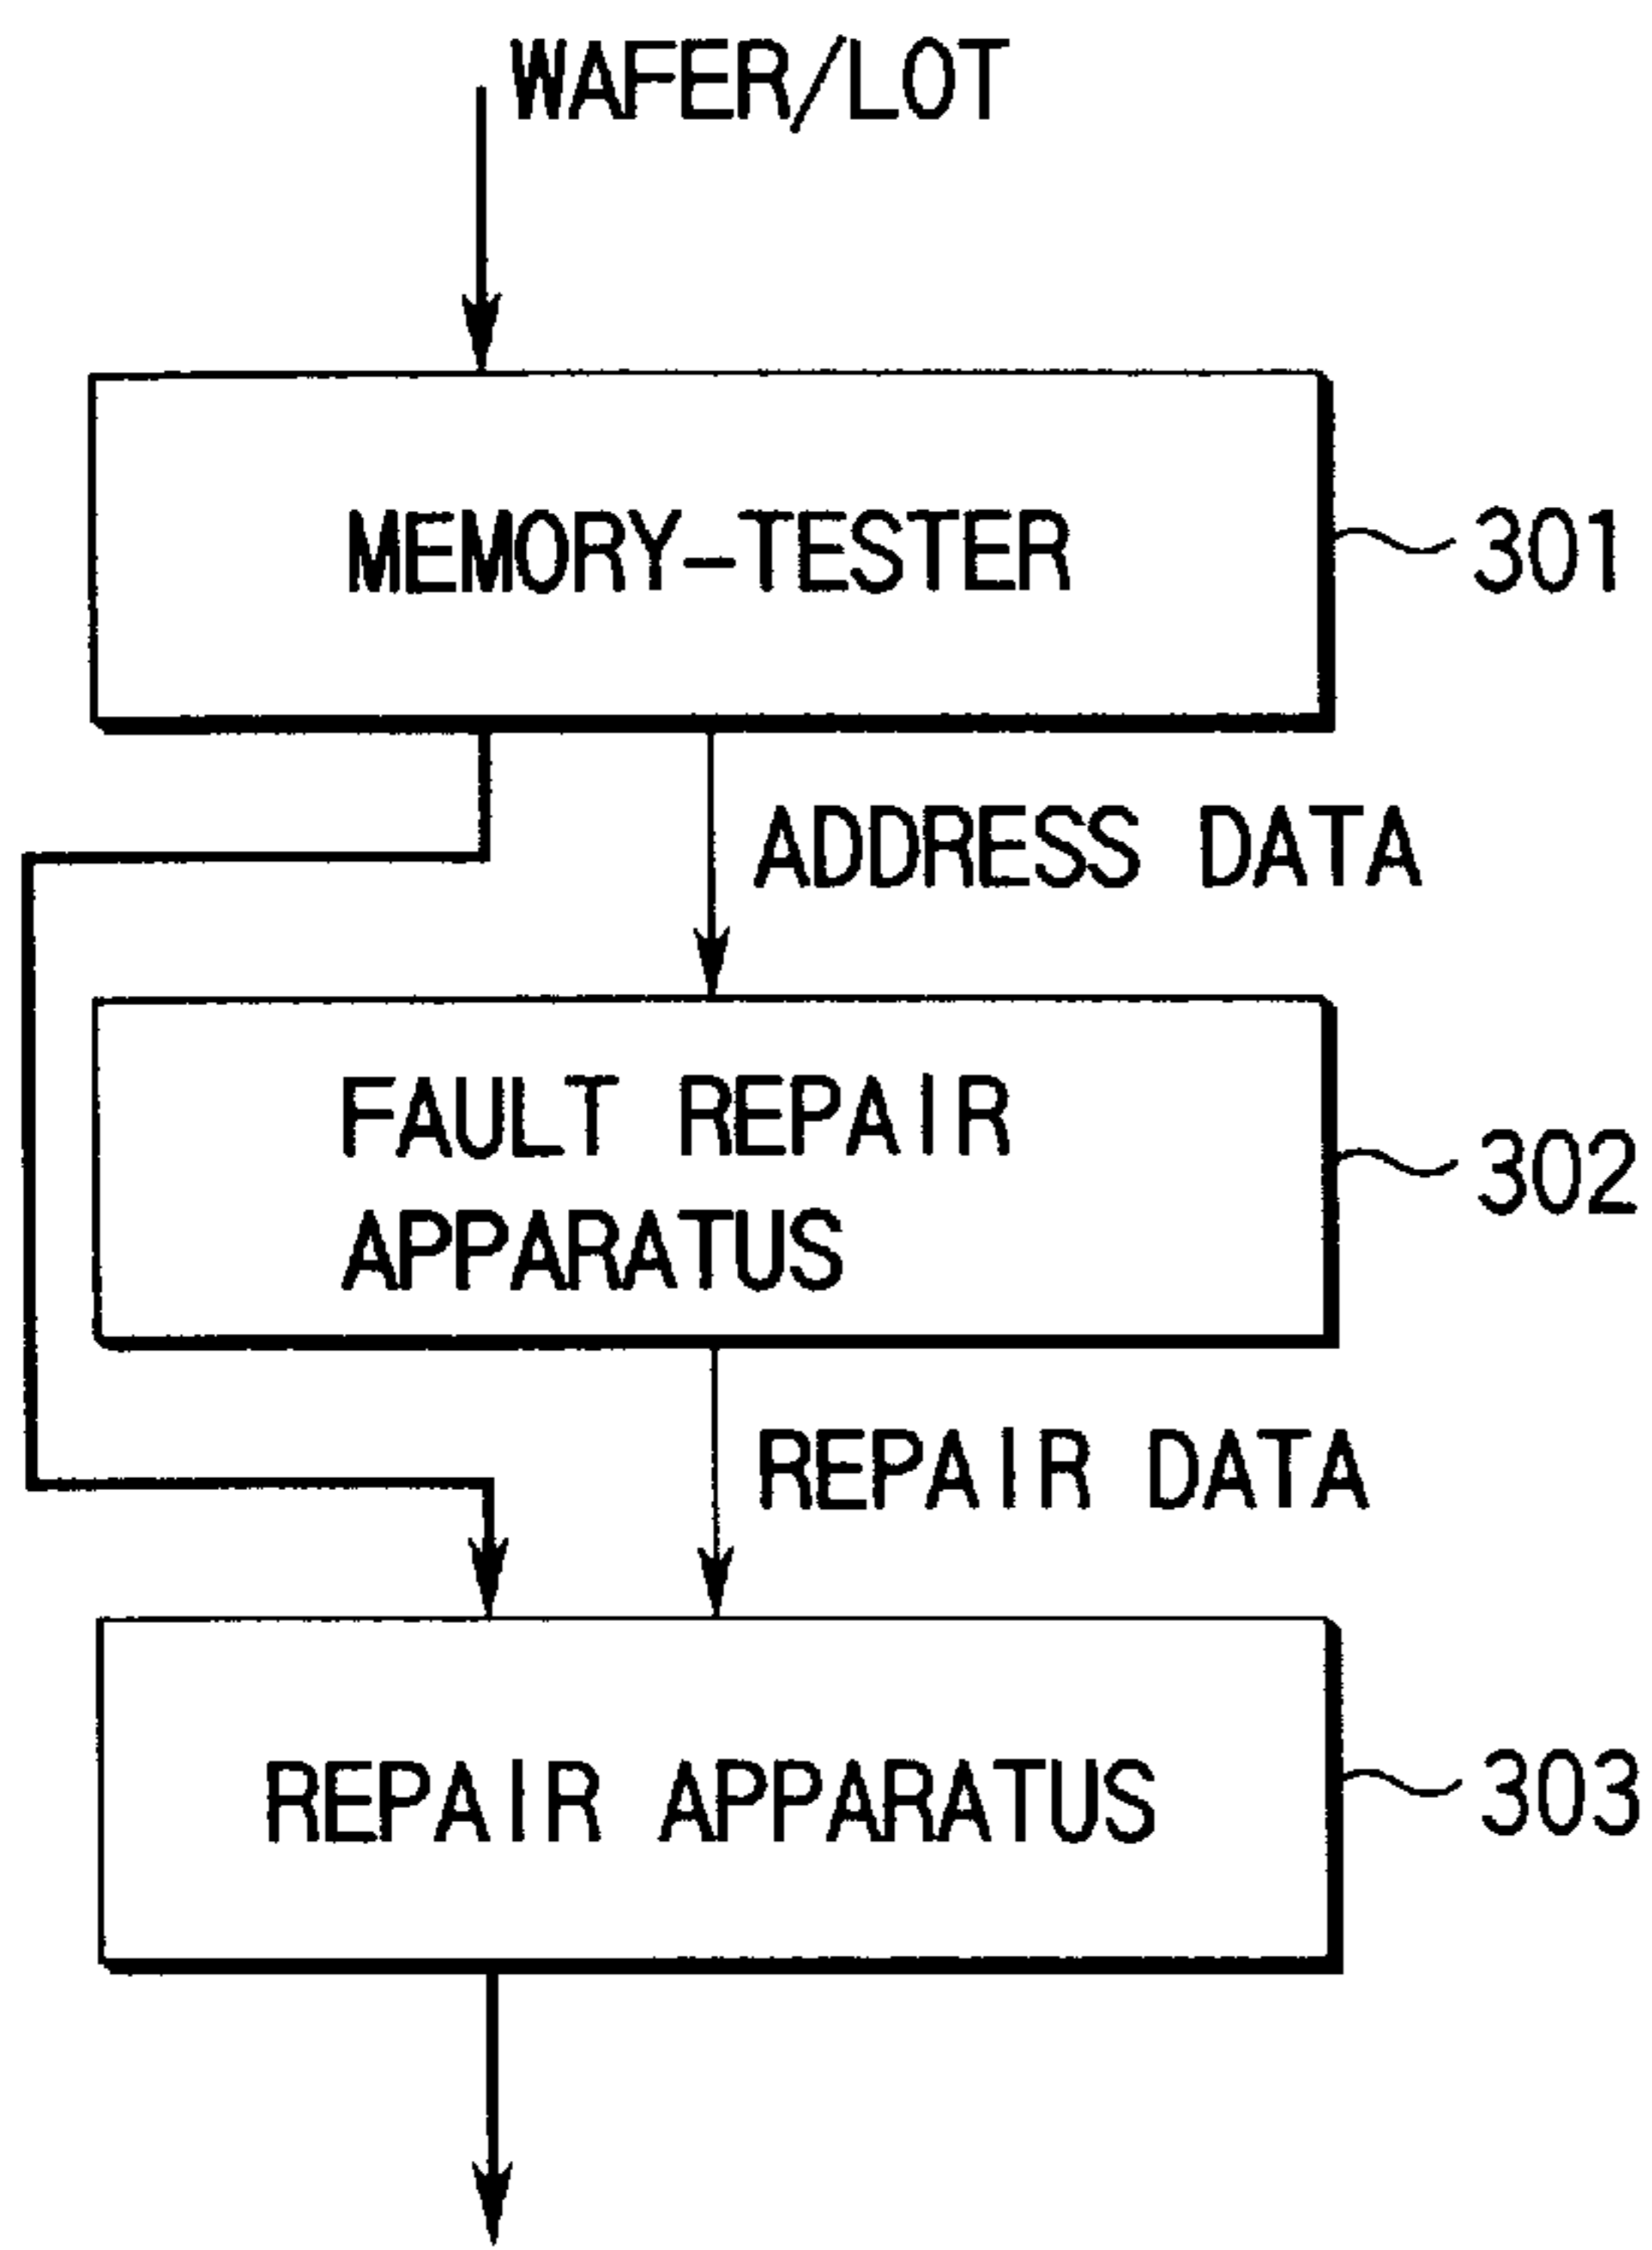 WAFER/LOT
MEMORY-TESTER
301
ADDRESS DATA
FAULT REPAIR
APPARATUS
302
REPAIR DATA
REPAIR APPARATUS
303